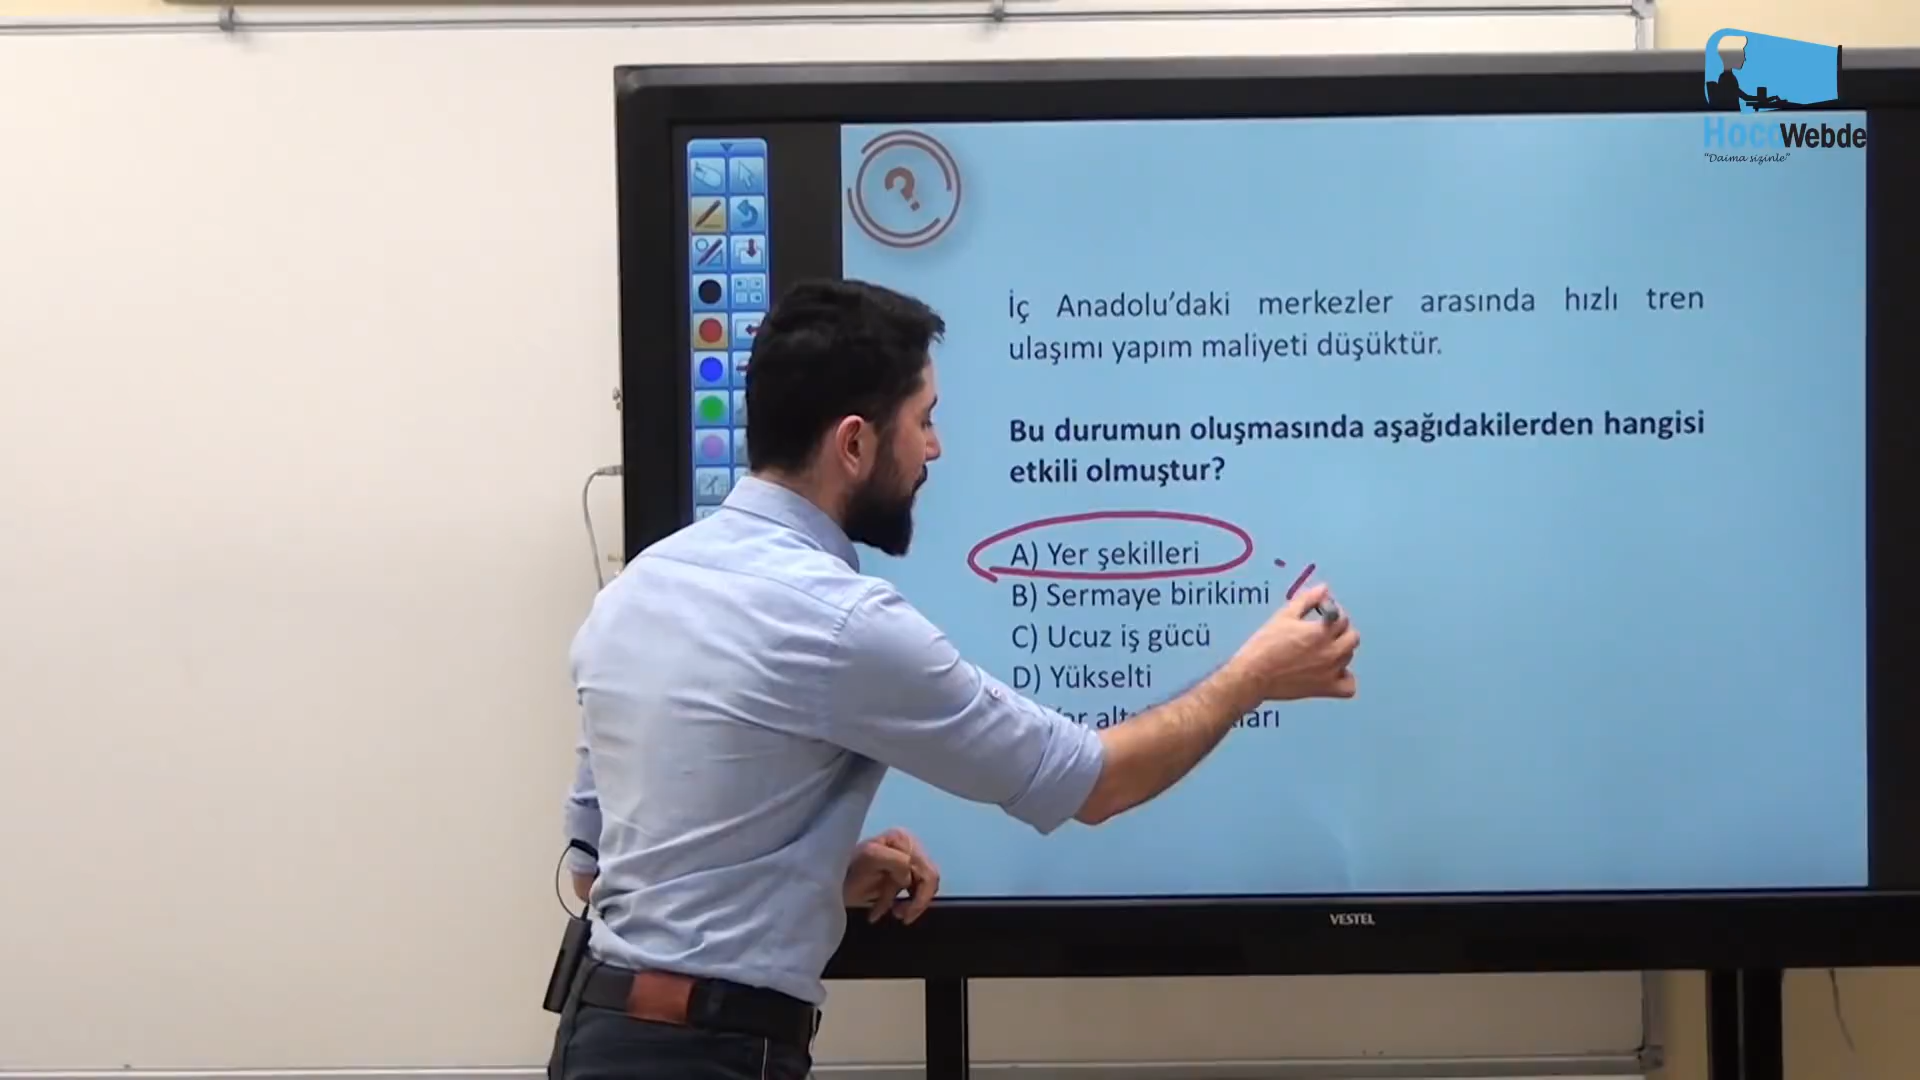 HocaWebde
"Daima sizinle"
?
İç Anadolu'daki merkezler arasında hızlı tren
ulaşımı yapım maliyeti düşüktür.
Bu durumun oluşmasında aşağıdakilerden hangisi
etkili olmuştur?
A) Yer şekilleri
B) Sermaye birikimi
C) Ucuz iş gücü
D) Yükselti
VESTEL